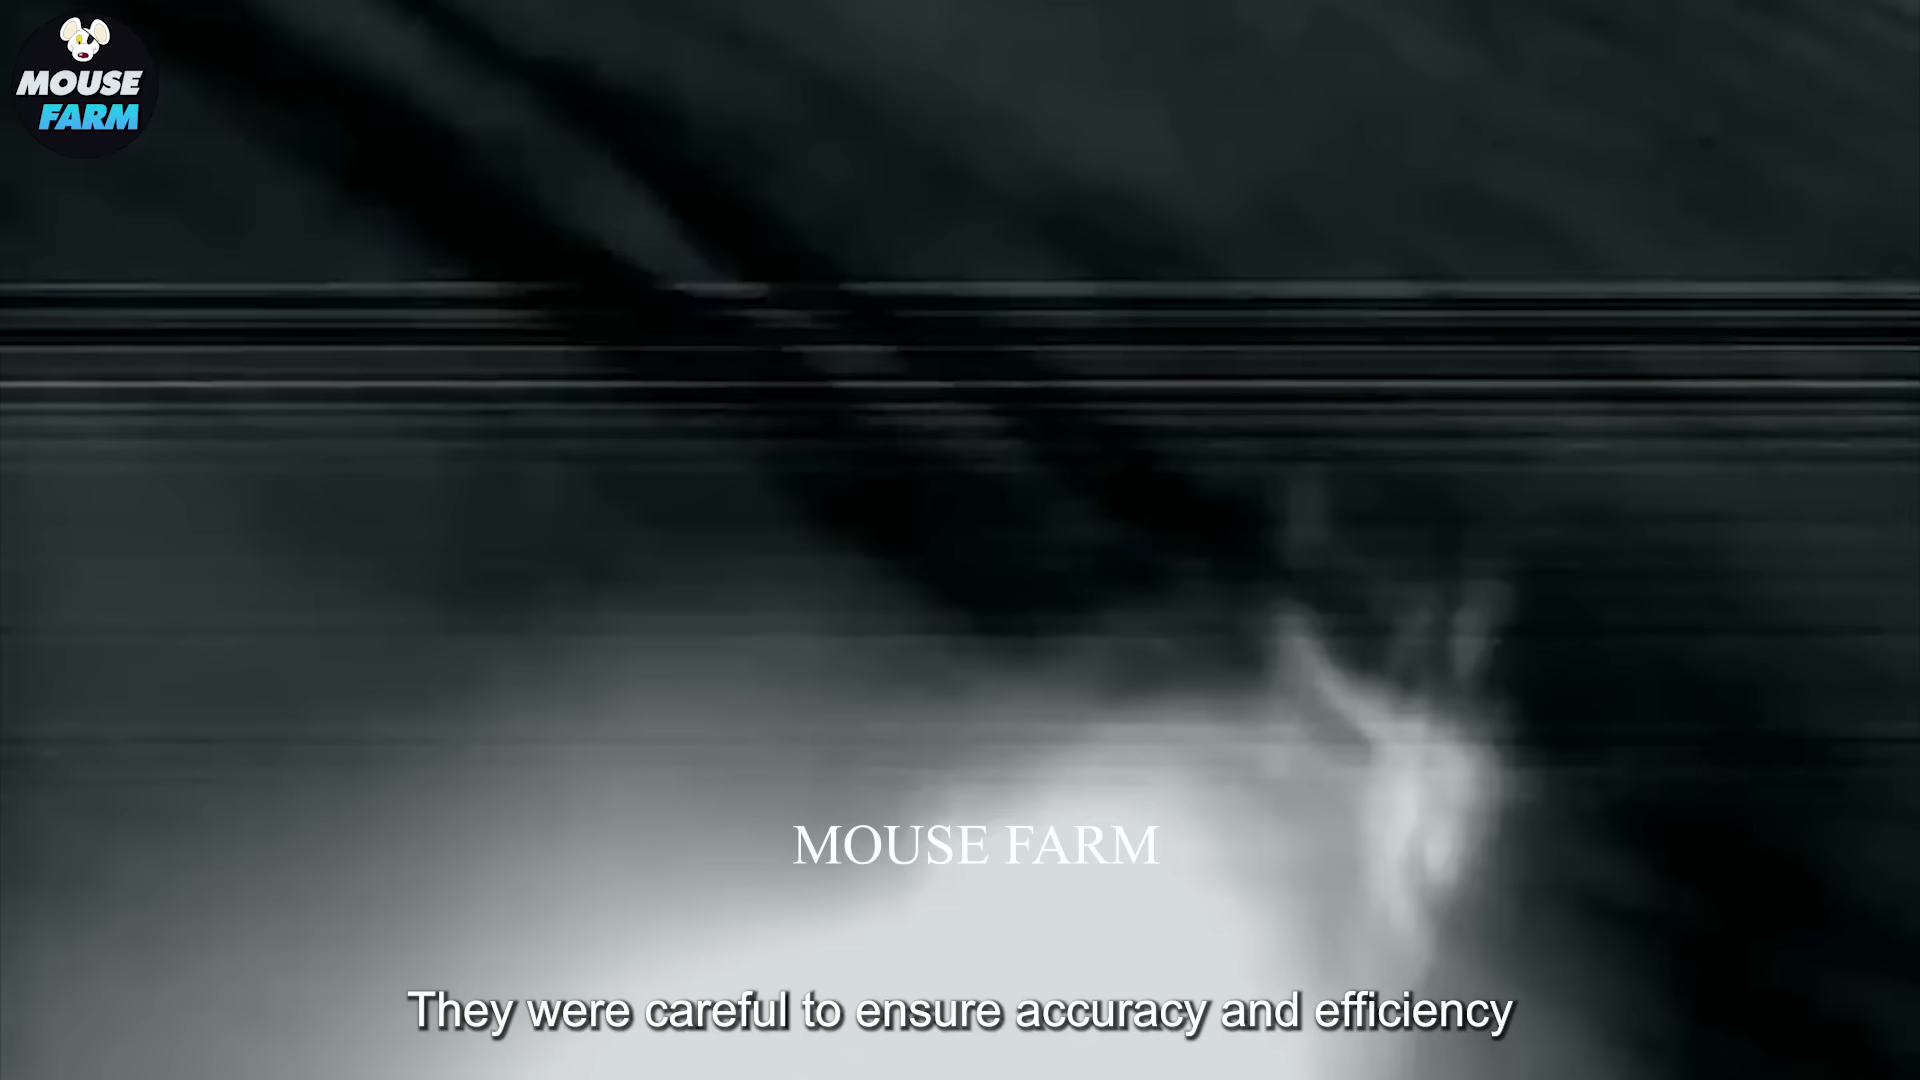 MOUSE
FARM
MOUSE FARM
They were careful to ensure accuracy and efficiency